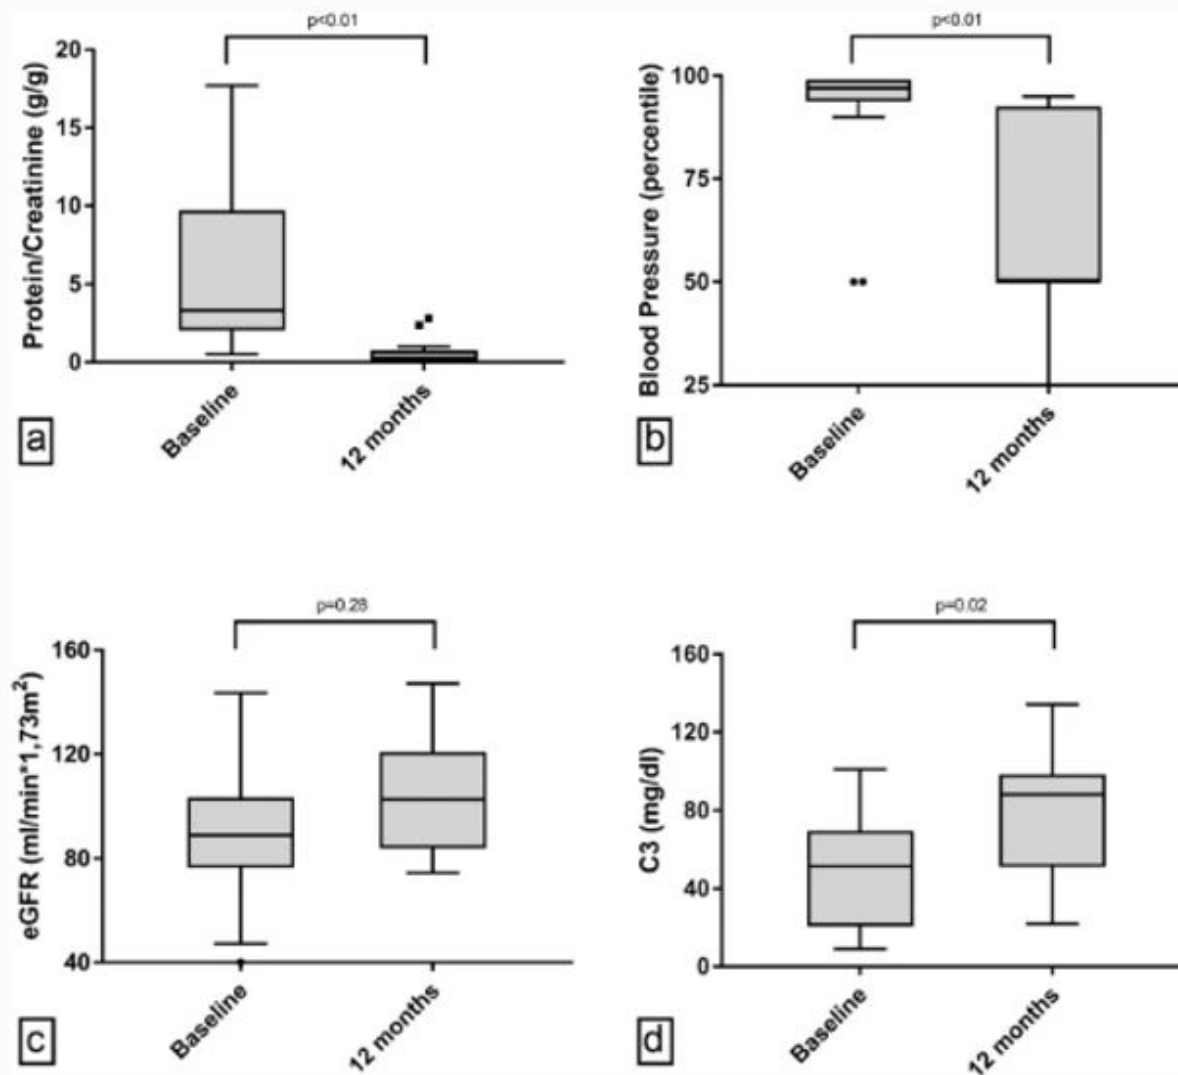 p<0.01
Protein/Creatinine (g/g)
20
15
10
5
0
Baseline
12 months
a
p<0.01
Blood Pressure (percentile)
100
75
50
25
Baseline
12 months
b
p=0.28
eGFR (ml/min*1,73m²)
160
120
80
40
Baseline
12 months
c
p=0.02
C3 (mg/dl)
160
120
80
40
0
Baseline
12 months
d